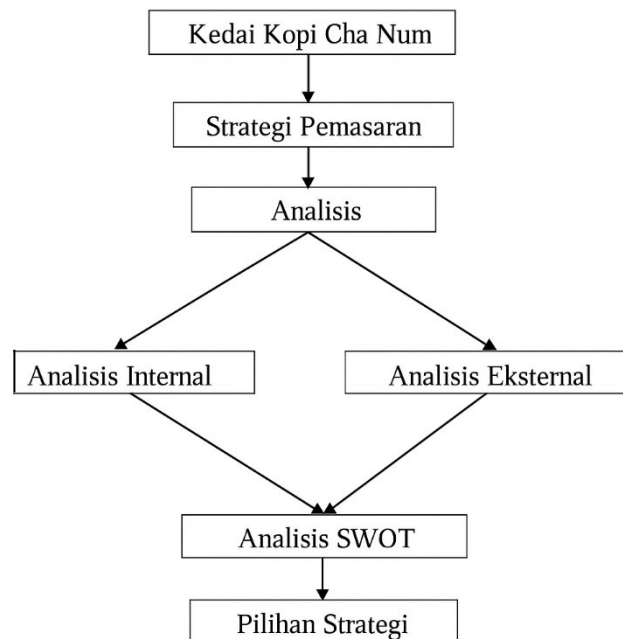 Kedai Kopi Cha Num
Strategi Pemasaran
Analisis
Analisis Internal
Analisis Eksternal
Analisis SWOT
Pilihan Strategi